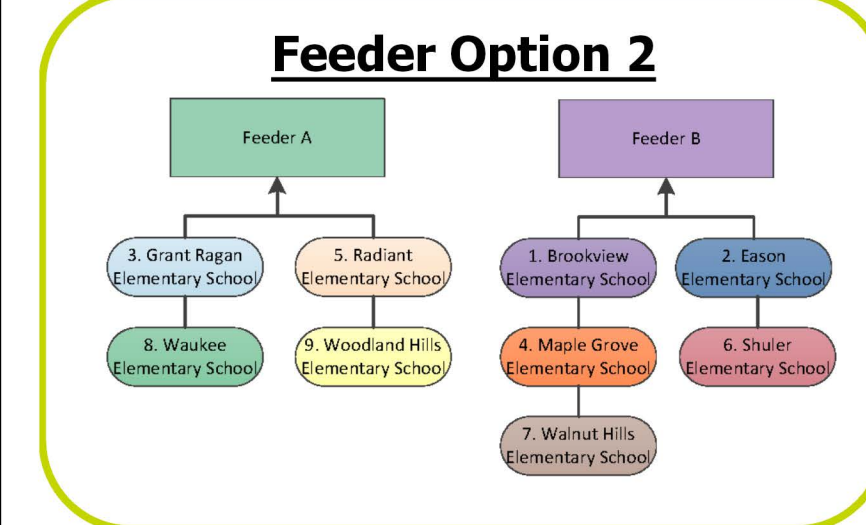 Feeder Option 2
Feeder A
Feeder B
3. Grant Ragan
Elementary School
5. Radiant
Elementary School
1. Brookview
Elementary School
2. Eason
Elementary School
8. Waukee
Elementary School
9. Woodland Hills
Elementary School
4. Maple Grove
Elementary School
6. Shuler
Elementary School
7. Walnut Hills
Elementary School